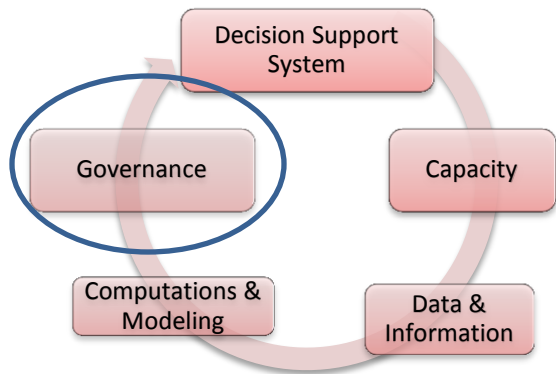 Decision Support
System
Governance
Capacity
Computations &
Modeling
Data &
Information